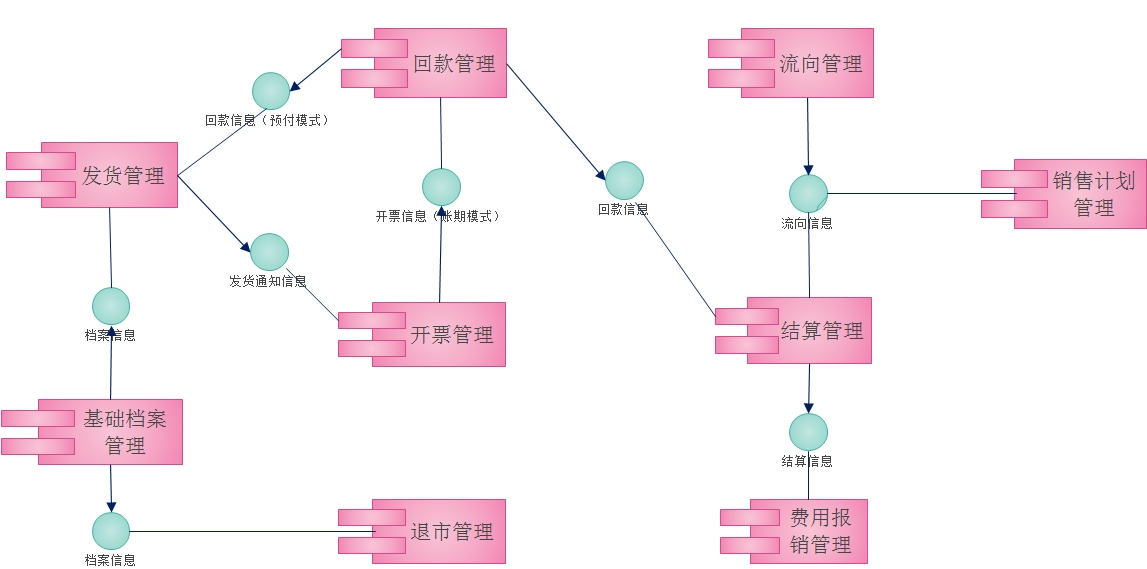 回款管理
流向管理
回款信息（预付模式）
发货管理
销售计划
管理
回款信息
开票信息（账期模式）
流向信息
发货通知信息
开票管理
结算管理
档案信息
基础档案
管理
结算信息
退市管理
费用报
销管理
档案信息